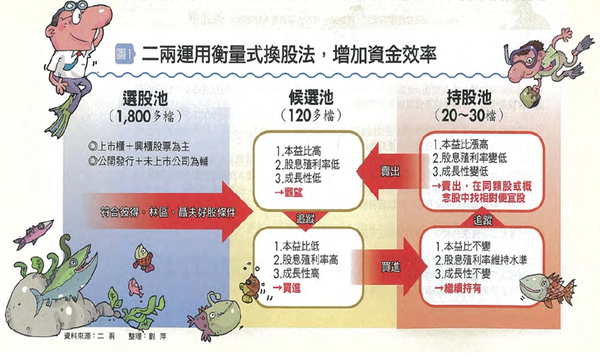 圖1 二兩運用衡量式換股法，增加資金效率
選股池
（1,800多檔）
◎上市櫃＋興櫃股票為主
◎公開發行＋未上市公司為輔
符合彼得．林區、聶夫好股條件
候選池
（120多檔）
1.本益比高
2.股息殖利率低
3.成長性低
→觀望
追蹤
1.本益比低
2.股息殖利率高
3.成長性高
→買進
賣出
買進
持股池
（20～30檔）
1.本益比漲高
2.股息殖利率變低
3.成長性變低
→賣出，在同類股或概
念股中找相對便宜股
追蹤
1.本益比不變
2.股息殖利率維持水準
3.成長性不變
→繼續持有
資料來源：二兩 整理：劉萍